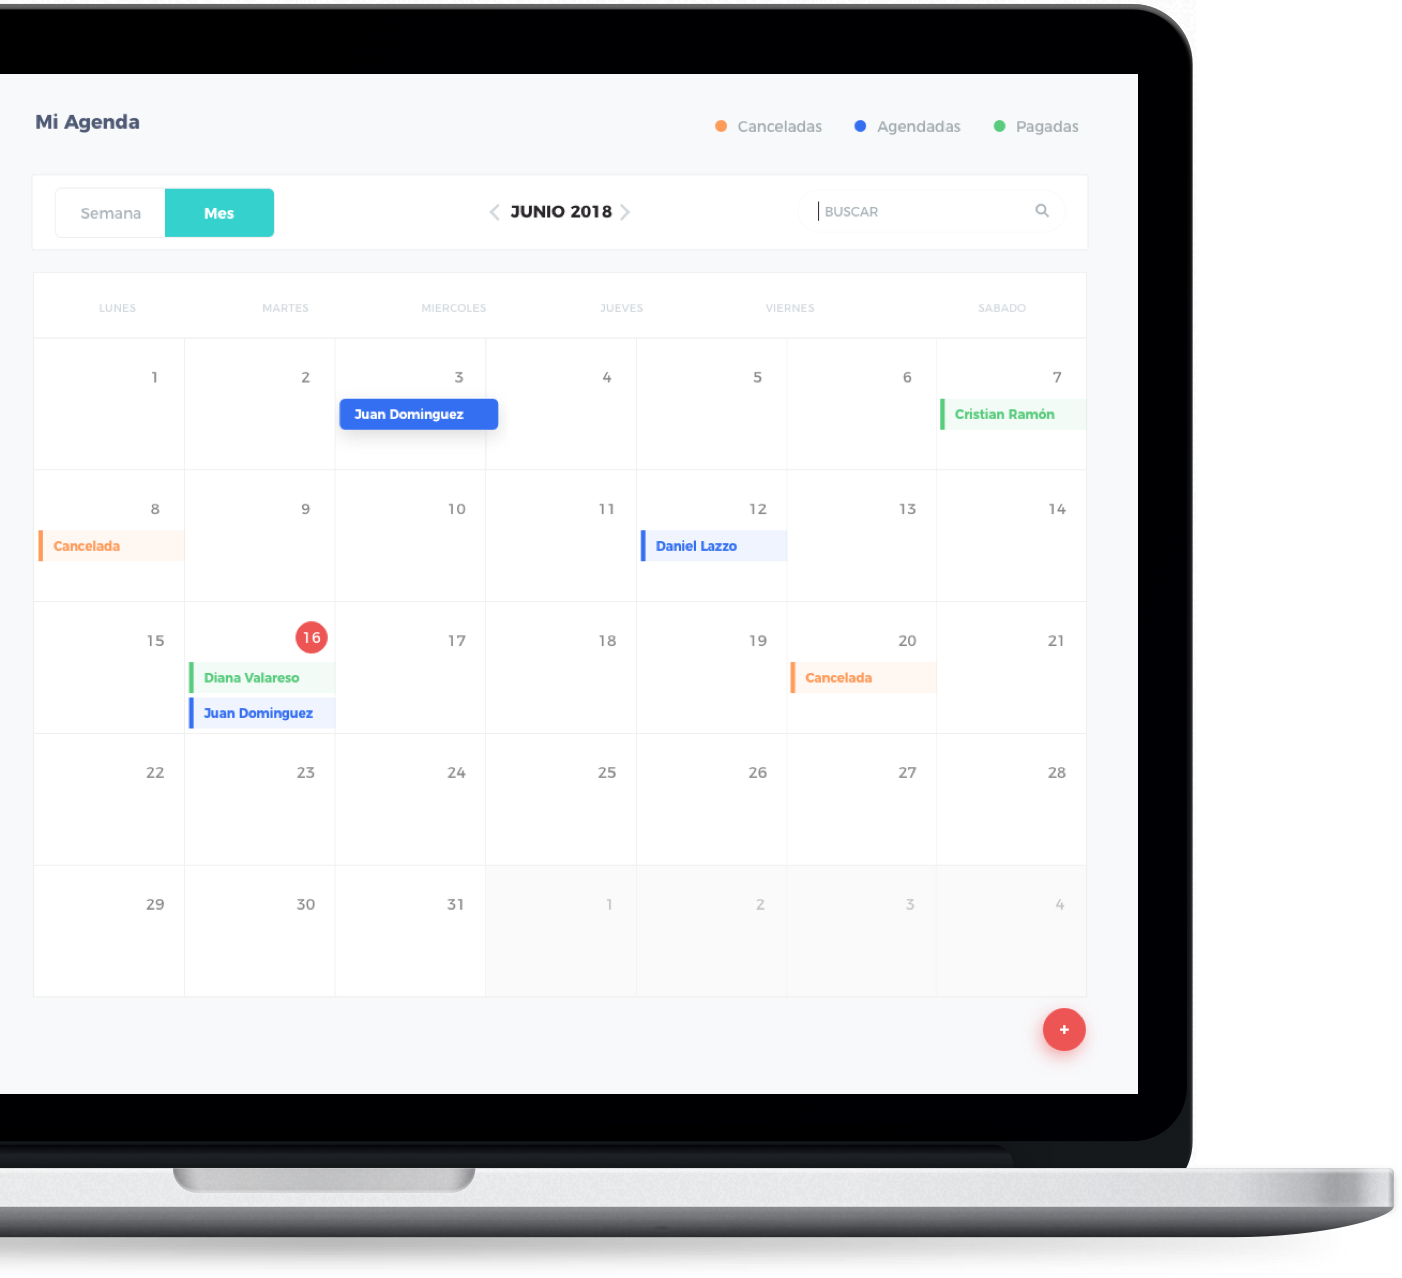 Mi Agenda
Canceladas Agendadas Pagadas
Semana Mes
JUNIO 2018
BUSCAR
LUNES MARTES MIERCOLES JUEVES VIERNES SABADO
1 2 3 4 5 6 7
Juan Dominguez Cristian Ramón
8 9 10 11 12 13 14
Cancelada Daniel Lazzo
15 16 17 18 19 20 21
Diana Valareso Cancelada
Juan Dominguez
22 23 24 25 26 27 28
29 30 31 1 2 3 4
+